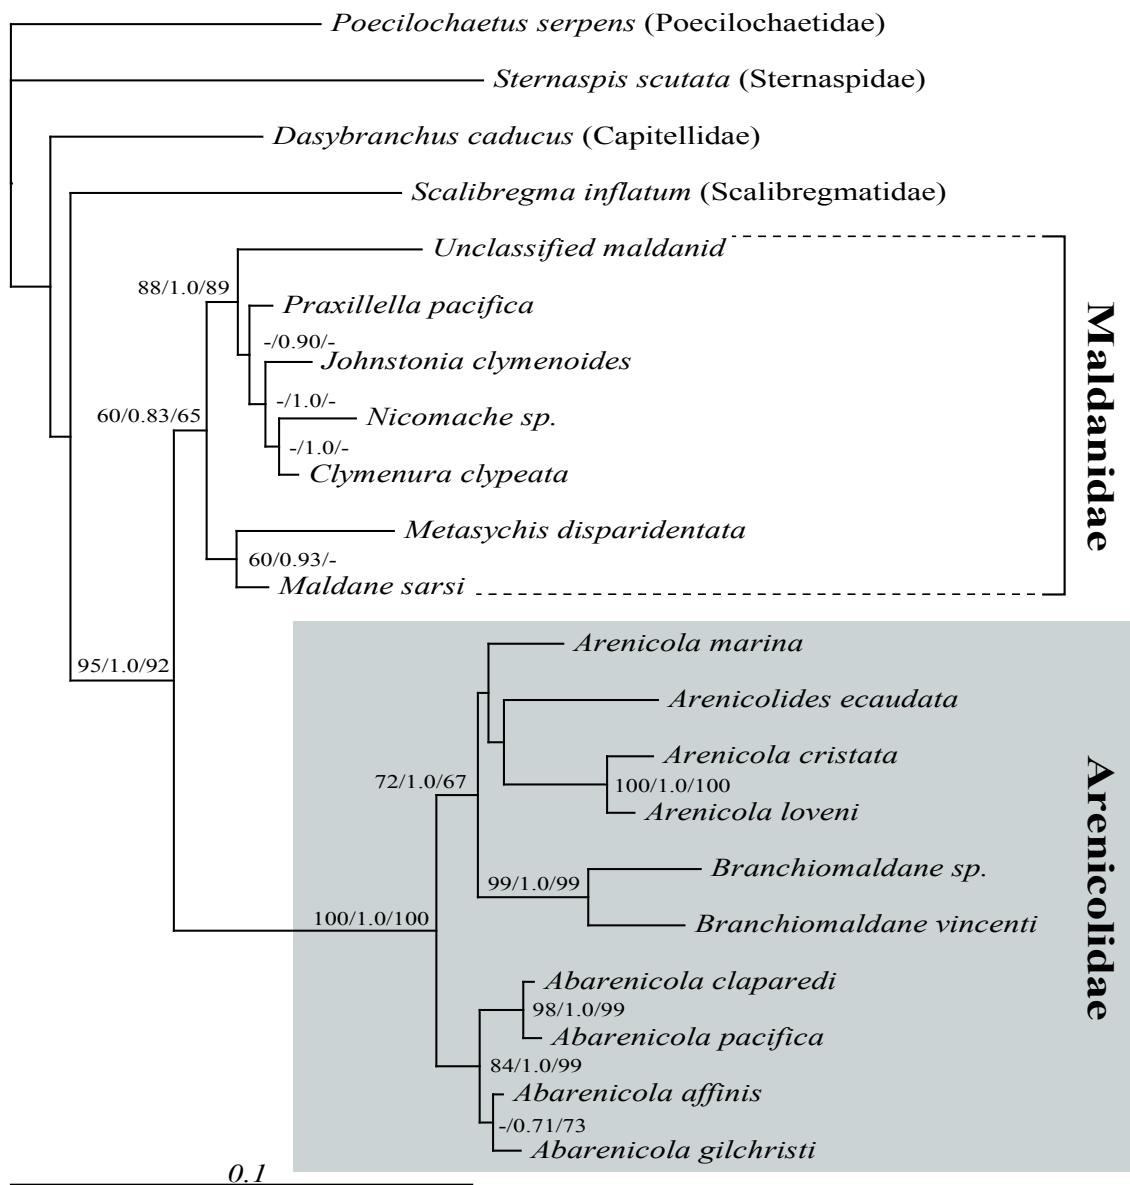 Poecilochaetus serpens (Poecilochaetidae)
Sternaspis scutata (Sternaspidae)
Dasybranchus caducus (Capitellidae)
Scalibregma inflatum (Scalibregmatidae)
Unclassified maldanid
88/1.0/89
Praxillella pacifica
-/0.90/-
Johnstonia clymenoides
-/1.0/-
60/0.83/65
Nicomache sp.
-/1.0/-
Clymenura clypeata
Metasychis disparidentata
60/0.93/-
Maldane sarsi
Maldanidae
95/1.0/92
Arenicola marina
Arenicolides ecaudata
Arenicola cristata
72/1.0/67
100/1.0/100
Arenicola loveni
Branchiomaldane sp.
99/1.0/99
100/1.0/100
Branchiomaldane vincenti
Abarenicola claparedi
98/1.0/99
Abarenicola pacifica
84/1.0/99
Abarenicola affinis
-/0.71/73
Abarenicola gilchristi
Arenicolidae
0.1